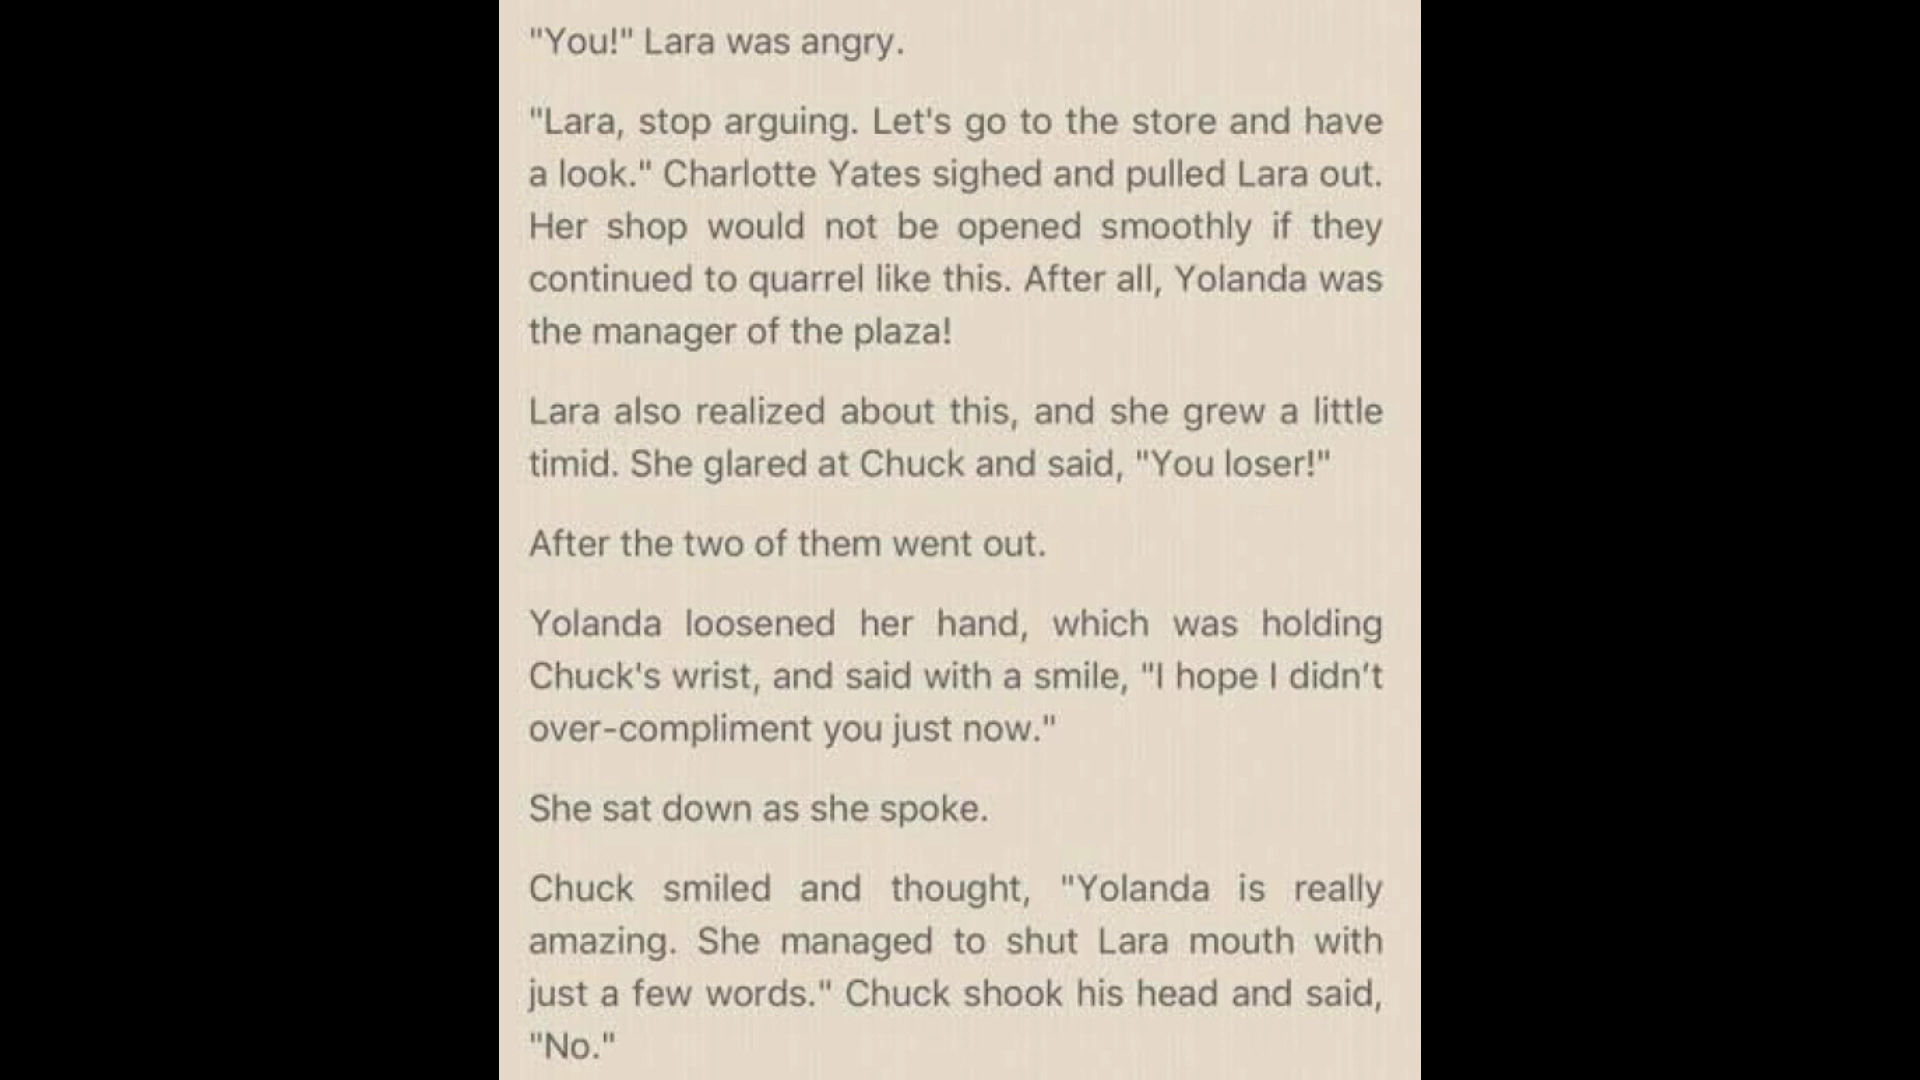 "You!" Lara was angry.
"Lara, stop arguing. Let's go to the store and have
a look." Charlotte Yates sighed and pulled Lara out.
Her shop would not be opened smoothly if they
continued to quarrel like this. After all, Yolanda was
the manager of the plaza!
Lara also realized about this, and she grew a little
timid. She glared at Chuck and said, "You loser!"
After the two of them went out.
Yolanda loosened her hand, which was holding
Chuck's wrist, and said with a smile, "I hope I didn’t
over-compliment you just now."
She sat down as she spoke.
Chuck smiled and thought, "Yolanda is really
amazing. She managed to shut Lara mouth with
just a few words." Chuck shook his head and said,
"No."